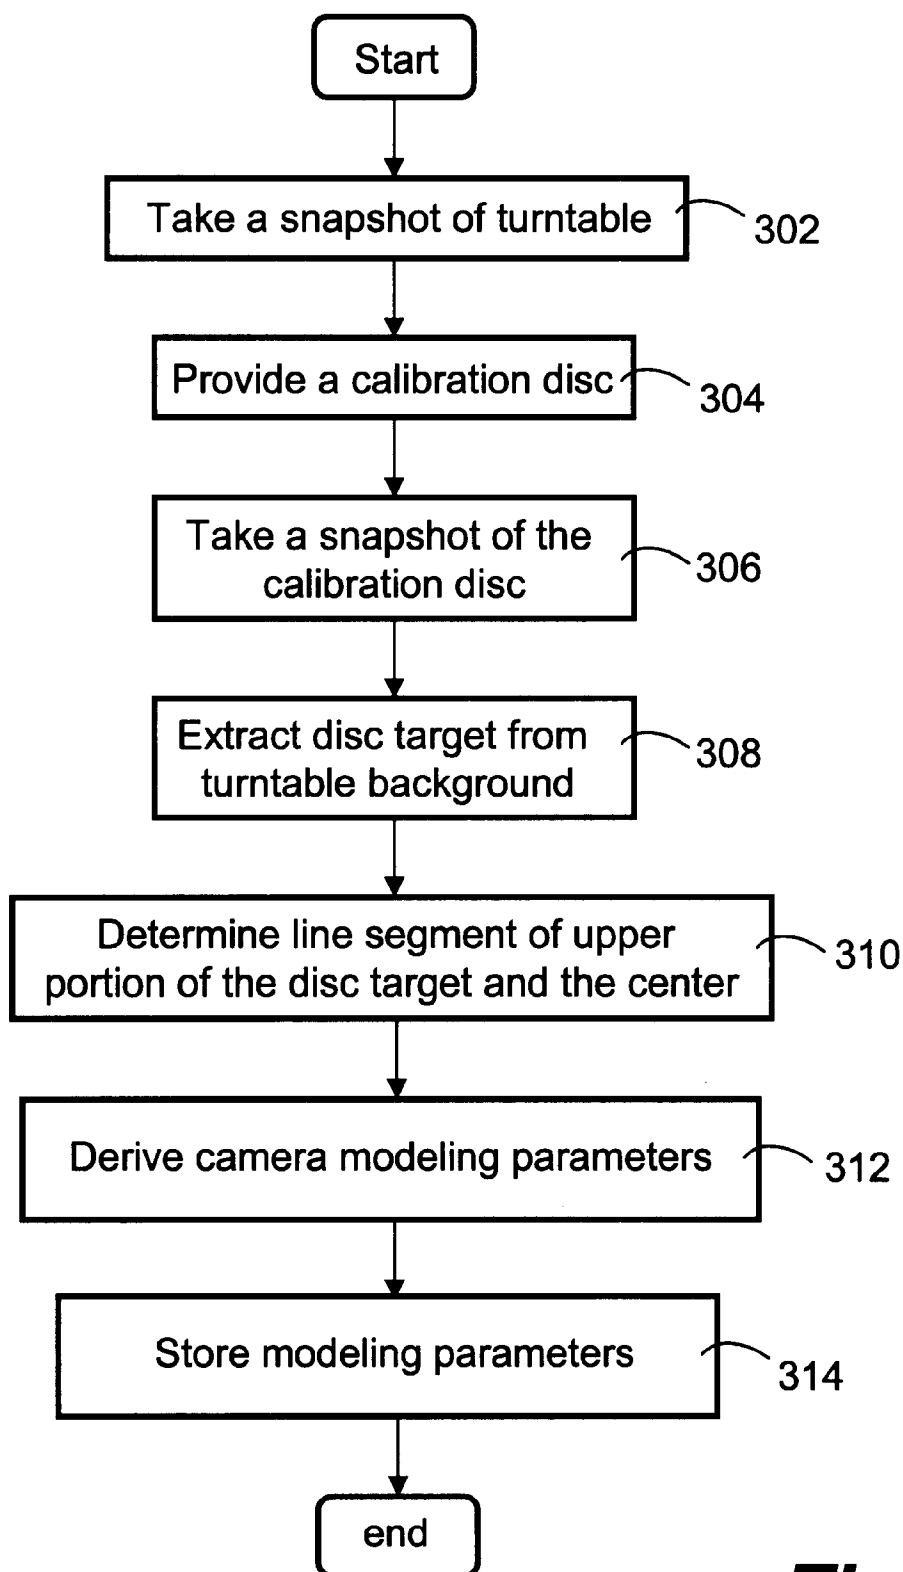 Start
Take a snapshot of turntable
302
Provide a calibration disc
304
Take a snapshot of the
calibration disc
306
Extract disc target from
turntable background
308
Determine line segment of upper
portion of the disc target and the center
310
Derive camera modeling parameters
312
Store modeling parameters
314
end